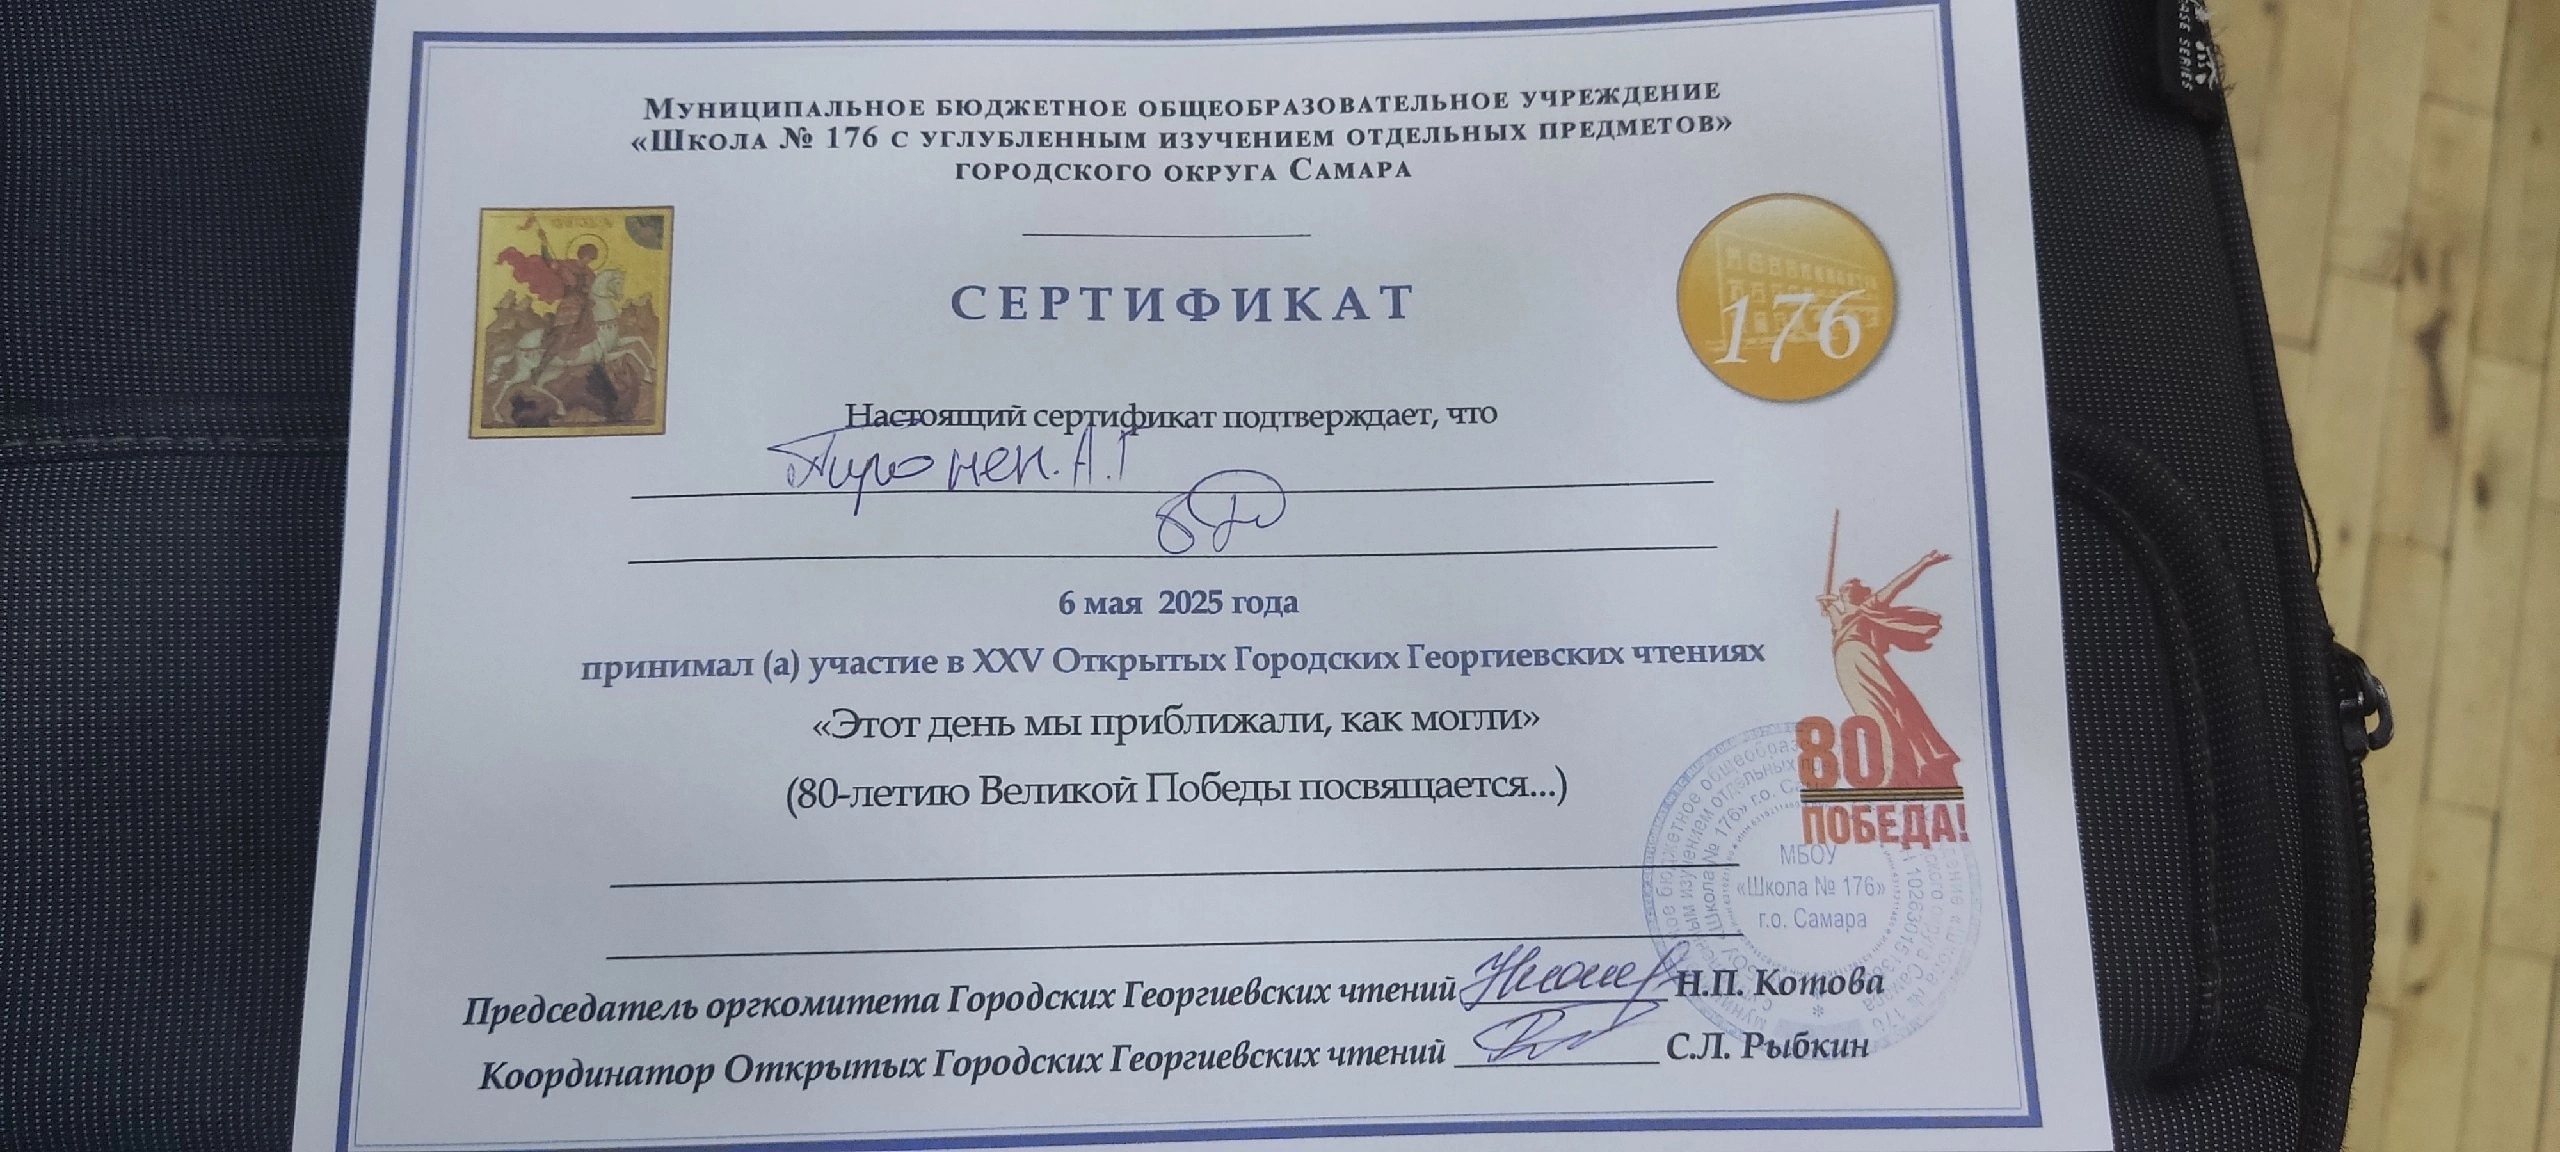 Муниципальное бюджетное общеобразовательное учреждение
«Школа № 176 с углубленным изучением отдельных предметов»
городского округа Самара
176
СЕРТИФИКАТ
Настоящий сертификат подтверждает, что
А.Г
6 мая 2025 года
принимал (а) участие в XXV Открытых Городских Георгиевских чтениях
«Этот день мы приближали, как могли»
(80-летию Великой Победы посвящается...)
80
ПОБЕДА!
МБОУ
«Школа № 176»
г.о. Самара
Председатель оргкомитета Городских Георгиевских чтений Н.П. Котова
Координатор Открытых Городских Георгиевских чтений С.Л. Рыбкин